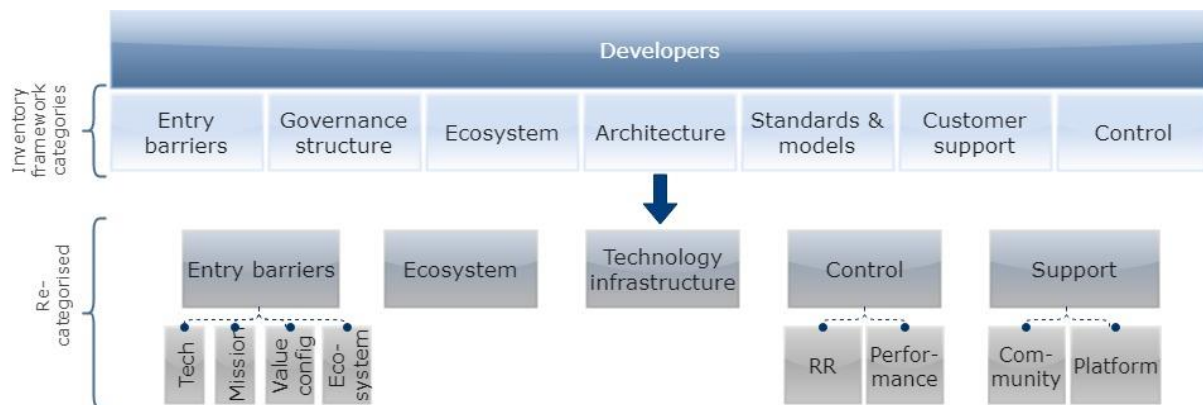 Developers
Inventory
framework
categories
Entry
barriers
Governance
structure
Ecosystem
Architecture
Standards &
models
Customer
support
Control
Re-
categorised
Entry barriers
Ecosystem
Technology
infrastructure
Control
Support
Tech
Mission
Value
config
Eco-
system
RR
Perfor-
mance
Com-
munity
Platform